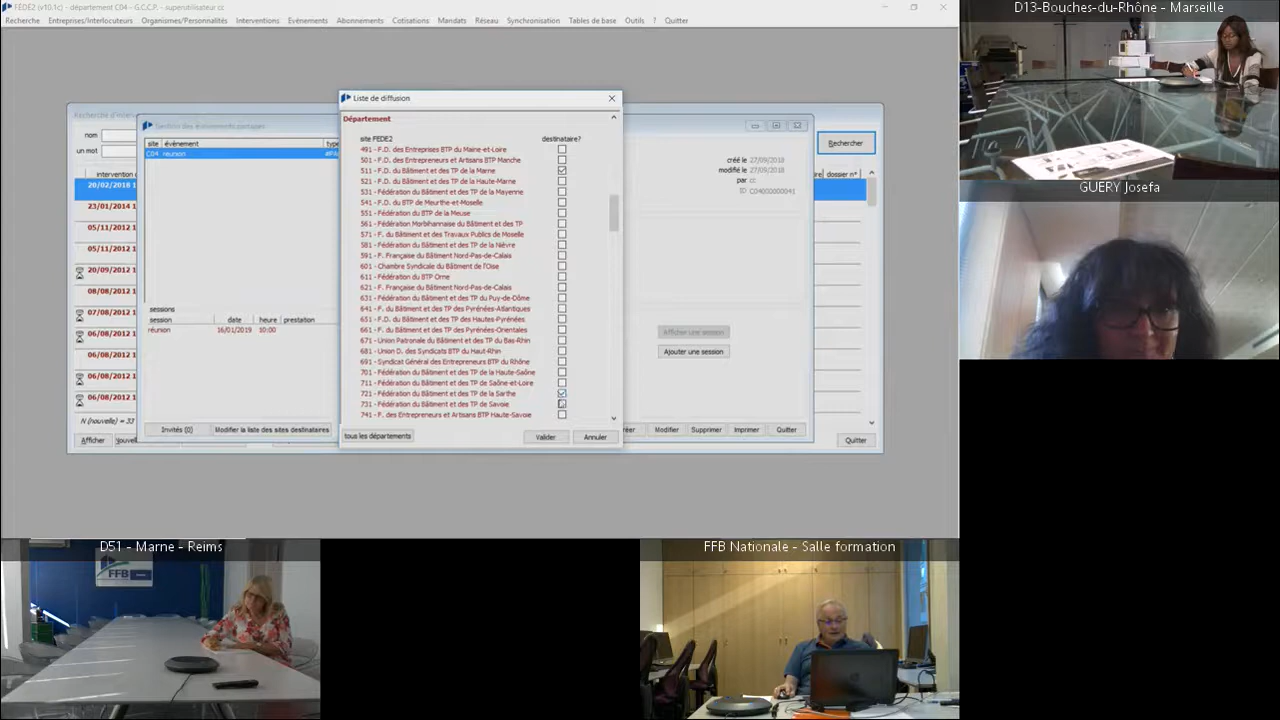 FÉDE2 (v10.1c) - département C04 - G.C.C.P. - superutilisateur cc
Recherche Entreprises/Interlocuteurs Organismes/Personnalités Interventions Evénements Abonnements Cotisations Mandats Réseau Synchronisation Tables de base Outils ? Quitter
D13-Bouches-du-Rhône - Marseille
GUERY Josefa
nom
un mot
20/02/2018
23/01/2014
05/11/2012
05/11/2012
20/09/2012
08/08/2012
07/08/2012
06/08/2012
06/08/2012
06/08/2012
06/08/2012
N (nouvelle) = 33
Afficher
site événement
C04 réunion
sessions
session date heure prestation
réunion 16/01/2019 10:00
Invités (0) Modifier la liste des sites destinataires
Liste de diffusion
Département
site FEDE2 destinataire?
491 - F.D. des Entreprises BTP du Maine-et-Loire
501 - F.D. des Entrepreneurs et Artisans BTP Manche
511 - F.D. du Bâtiment et des TP de la Marne
521 - F.D. du Bâtiment et des TP de la Haute-Marne
531 - Fédération du Bâtiment et des TP de la Mayenne
541 - F.D. du BTP de Meurthe-et-Moselle
551 - Fédération du BTP de la Meuse
561 - Fédération Morbihannaise du Bâtiment et des TP
571 - F. du Bâtiment et des Travaux Publics de Moselle
581 - Fédération du Bâtiment et des TP de la Nièvre
591 - F. Française du Bâtiment Nord-Pas-de-Calais
601 - Chambre Syndicale du Bâtiment de l'Oise
611 - Fédération du BTP Orne
621 - F. Française du Bâtiment Nord-Pas-de-Calais
631 - Fédération du Bâtiment et des TP du Puy-de-Dôme
641 - F. du Bâtiment et des TP des Pyrénées-Atlantiques
651 - F. du Bâtiment et des TP des Hautes-Pyrénées
661 - F. du Bâtiment et des TP des Pyrénées-Orientales
671 - Union Patronale du Bâtiment et des TP du Bas-Rhin
681 - Union D. des Syndicats BTP du Haut-Rhin
691 - Syndicat Général des Entrepreneurs BTP du Rhône
701 - Fédération du Bâtiment et des TP de la Haute-Saône
711 - Fédération du Bâtiment et des TP de Saône-et-Loire
721 - Fédération du Bâtiment et des TP de la Sarthe
731 - Fédération du Bâtiment et des TP de Savoie
741 - F. des Entrepreneurs et Artisans BTP Haute-Savoie
tous les départements Valider Annuler
créé le 27/09/2018
modifié le 27/09/2018
par cc
ID C0400000041
Afficher une session
Ajouter une session
Modifier Supprimer Imprimer Quitter
Rechercher
dossier n°
Quitter
D51 - Marne - Reims
FFB
FFB Nationale - Salle formation